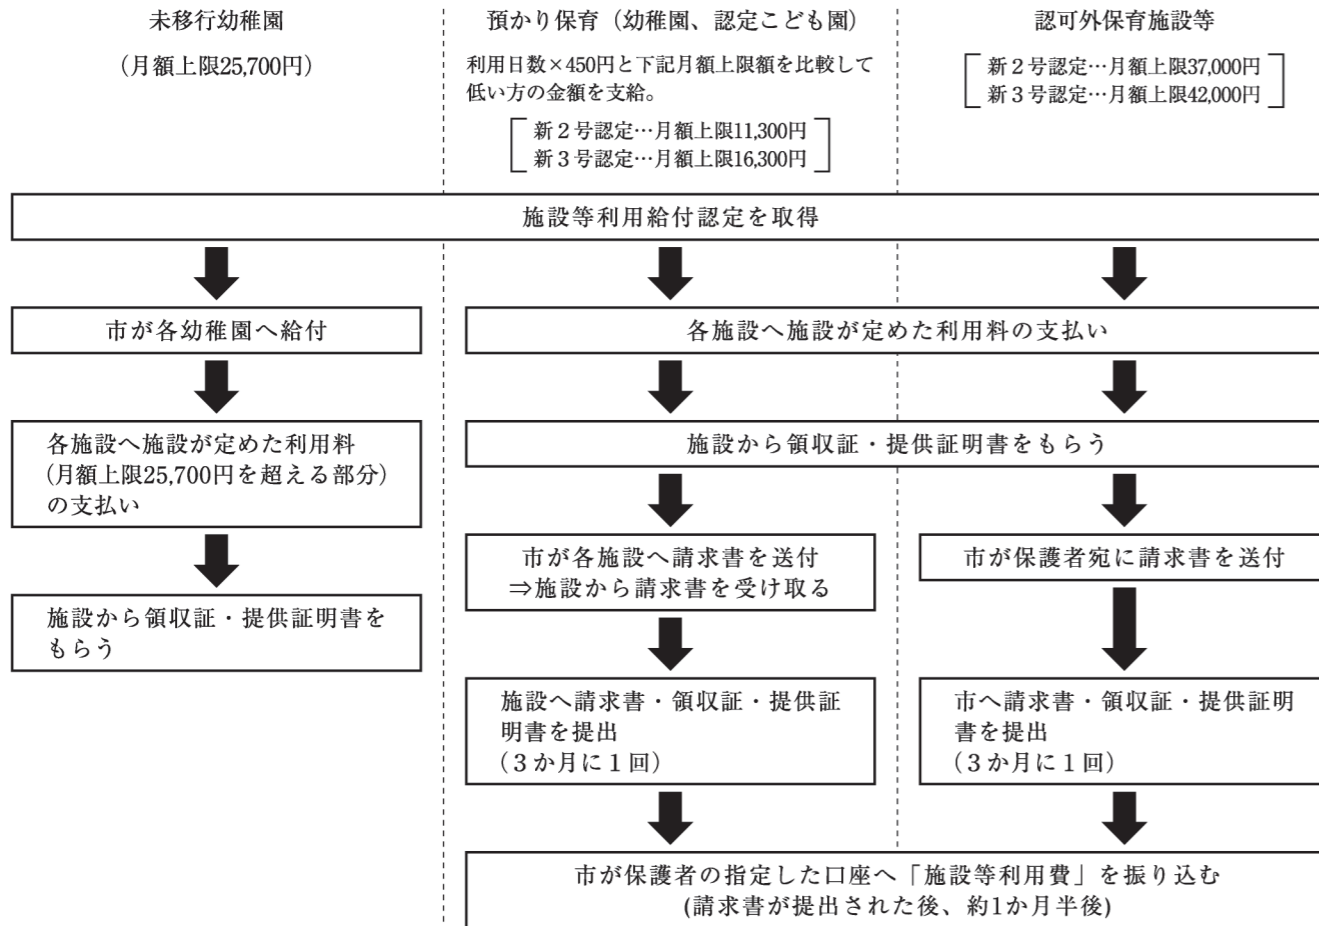 未移行幼稚園
（月額上限25,700円）
預かり保育（幼稚園、認定こども園）
利用日数×450円と下記月額上限額を比較して
低い方の金額を支給。
新２号認定…月額上限11,300円
新３号認定…月額上限16,300円
認可外保育施設等
新２号認定…月額上限37,000円
新３号認定…月額上限42,000円
施設等利用給付認定を取得
市が各幼稚園へ給付
各施設へ施設が定めた利用料
（月額上限25,700円を超える部分）
の支払い
施設から領収証・提供証明書を
もらう
各施設へ施設が定めた利用料の支払い
施設から領収証・提供証明書をもらう
市が各施設へ請求書を送付
⇒施設から請求書を受け取る
施設へ請求書・領収証・提供証
明書を提出
（３か月に１回）
市が保護者宛に請求書を送付
市へ請求書・領収証・提供証明
書を提出
（３か月に１回）
市が保護者の指定した口座へ「施設等利用費」を振り込む
(請求書が提出された後、約1か月半後)